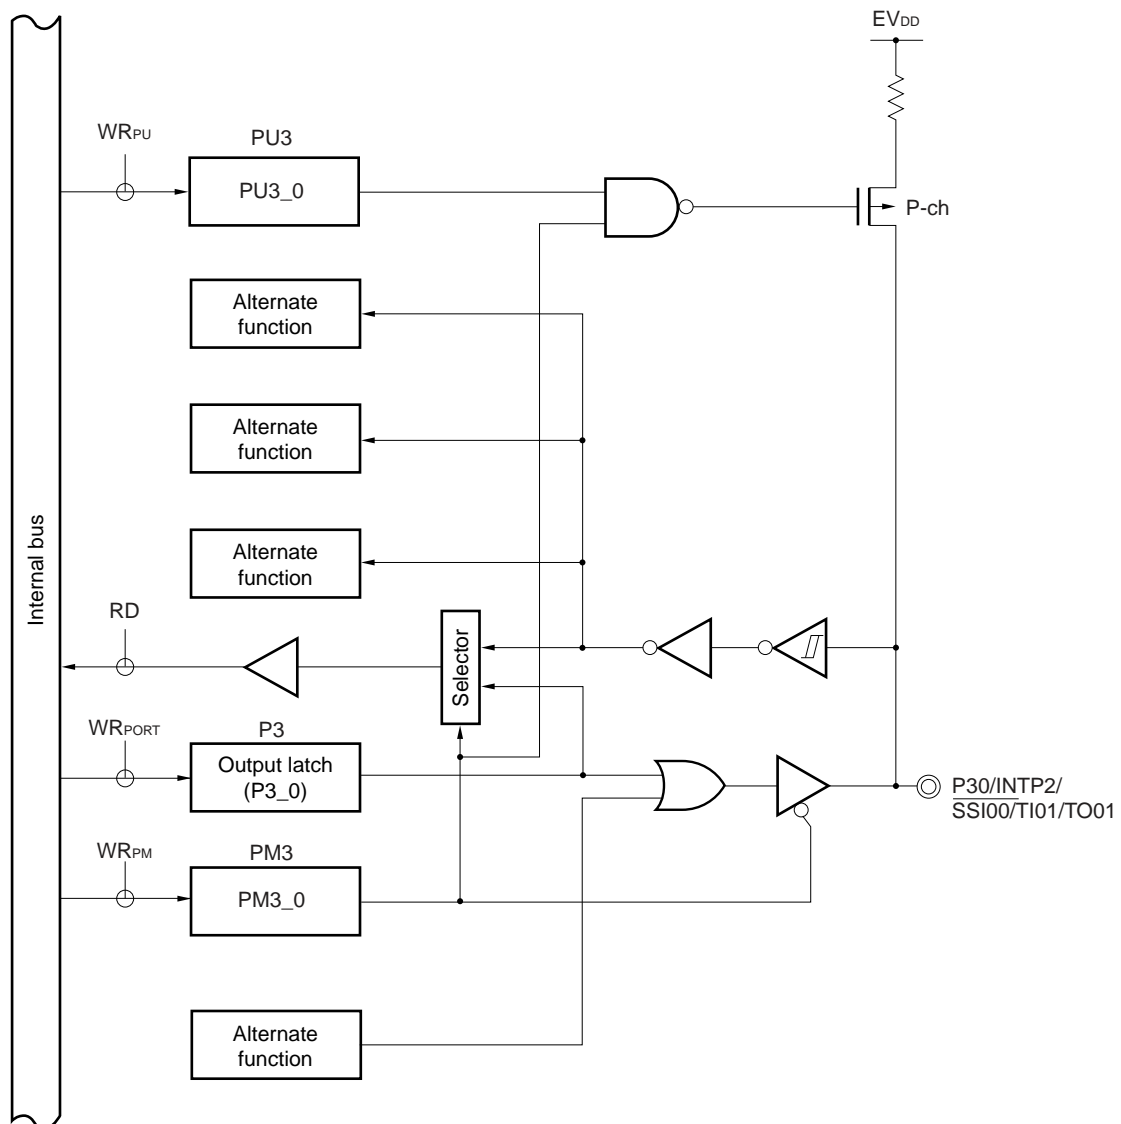 EVDD
WRPU
PU3
PU3_0
P-ch
Alternate
function
Alternate
function
Alternate
function
Internal bus
RD
Selector
WRPORT
P3
Output latch
(P3_0)
P30/INTP2/
SSI00/TI01/TO01
WRPM
PM3
PM3_0
Alternate
function